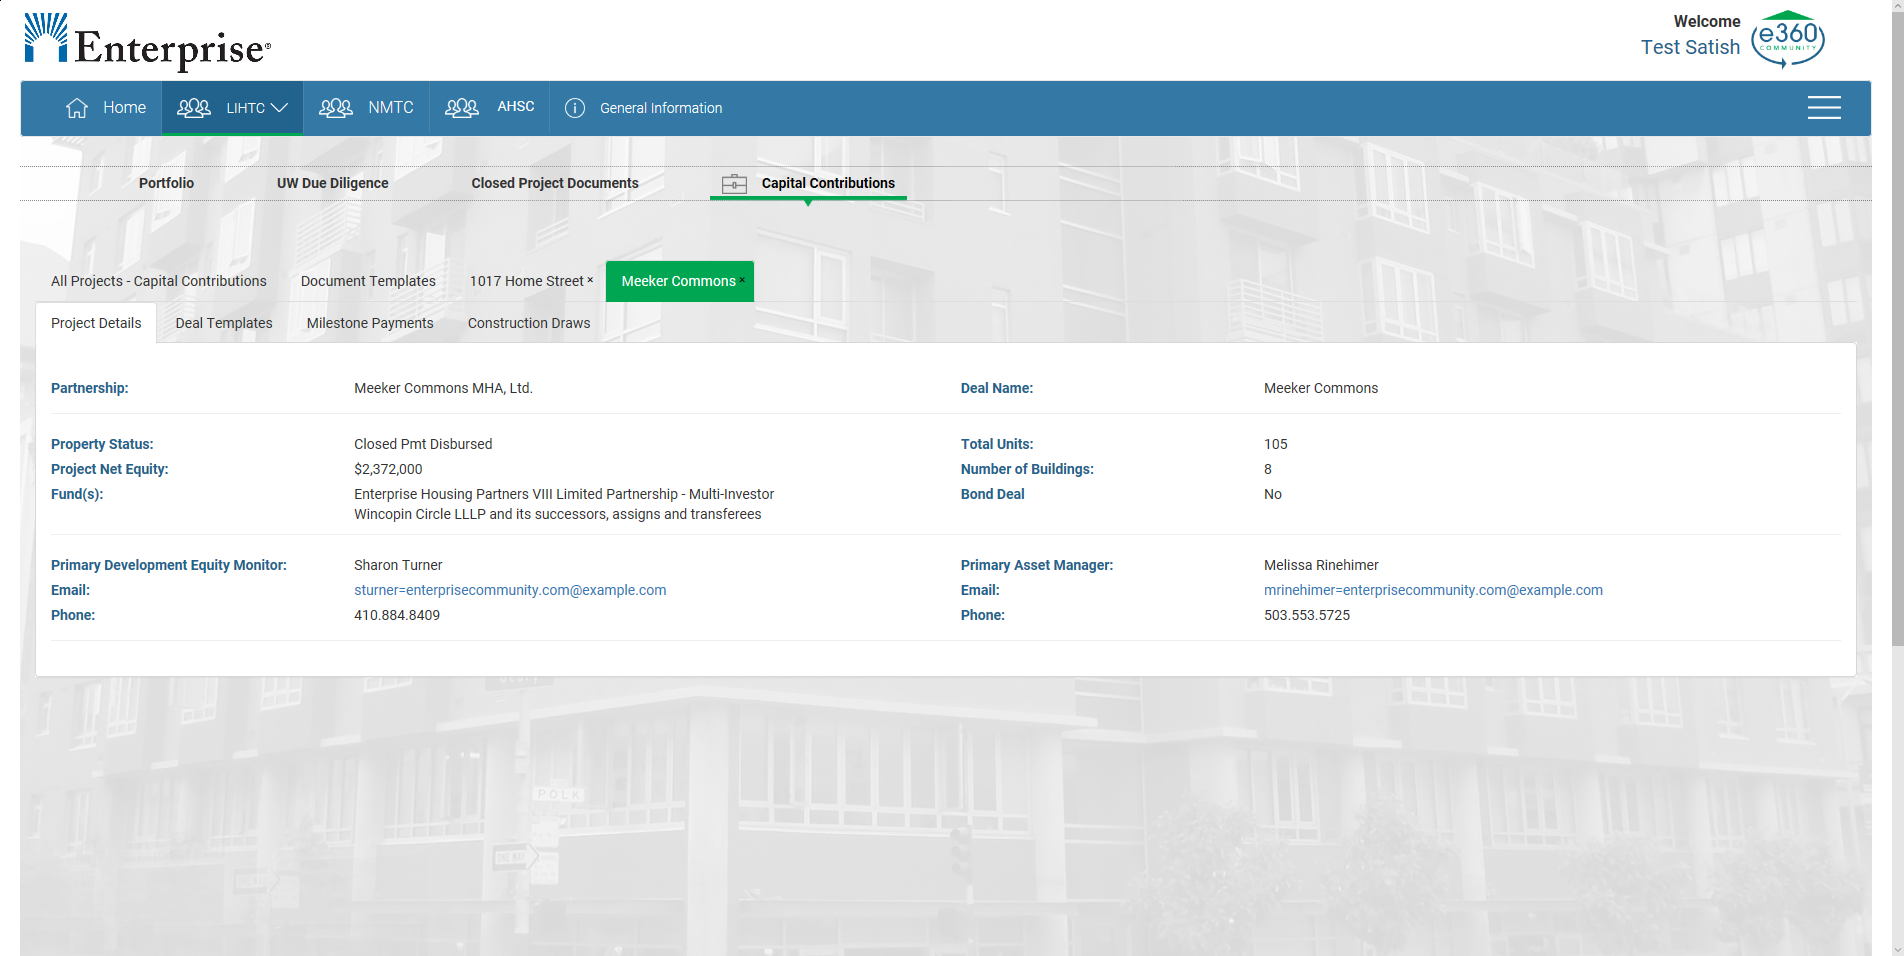 Enterprise®
Welcome
Test Satish
e360
COMMUNITY
Home
LIHTC
NMTC
AHSC
General Information
Portfolio
UW Due Diligence
Closed Project Documents
Capital Contributions
All Projects - Capital Contributions
Document Templates
1017 Home Street ×
Meeker Commons ×
Project Details
Deal Templates
Milestone Payments
Construction Draws
Partnership: Meeker Commons MHA, Ltd.
Deal Name: Meeker Commons
Property Status: Closed Pmt Disbursed
Total Units: 105
Project Net Equity: $2,372,000
Number of Buildings: 8
Fund(s): Enterprise Housing Partners VIII Limited Partnership - Multi-Investor
Wincopin Circle LLLP and its successors, assigns and transferees
Bond Deal No
Primary Development Equity Monitor: Sharon Turner
Primary Asset Manager: Melissa Rinehimer
Email: sturner=enterprisecommunity.com@example.com
Email: mrinehimer=enterprisecommunity.com@example.com
Phone: 410.884.8409
Phone: 503.553.5725
POLK
ONE WAY